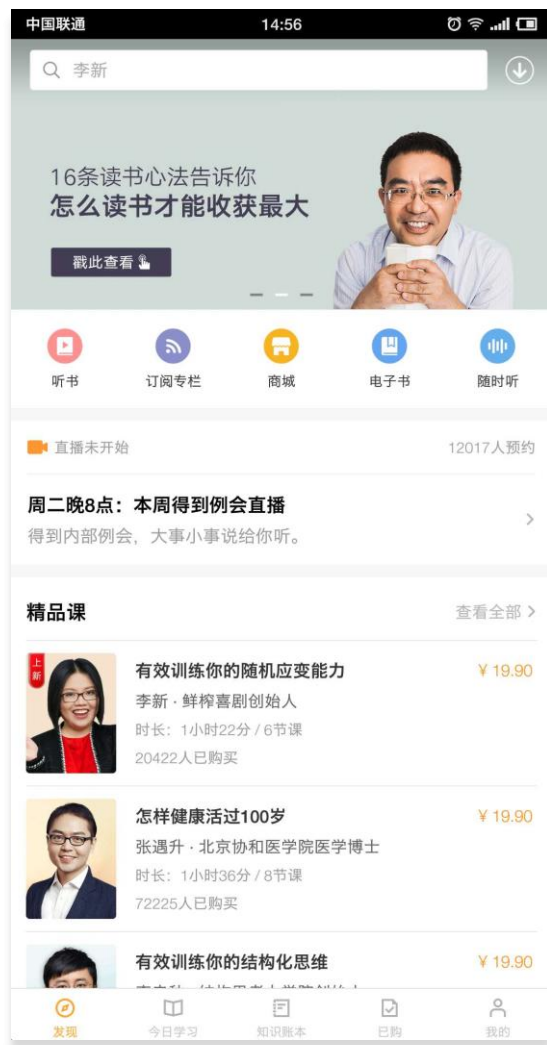 中国联通
14:56
李新
16条读书心法告诉你
怎么读书才能收获最大
戳此查看
听书
订阅专栏
商城
电子书
随时听
直播未开始
12017人预约
周二晚8点：本周得到例会直播
得到内部例会，大事小事说给你听。
精品课
查看全部
上新
有效训练你的随机应变能力
¥ 19.90
李新 · 鲜榨喜剧创始人
时长：1小时22分 / 6节课
20422人已购买
怎样健康活过100岁
¥ 19.90
张遇升 · 北京协和医学院医学博士
时长：1小时36分 / 8节课
72225人已购买
有效训练你的结构化思维
¥ 19.90
发现
今日学习
知识账本
已购
我的